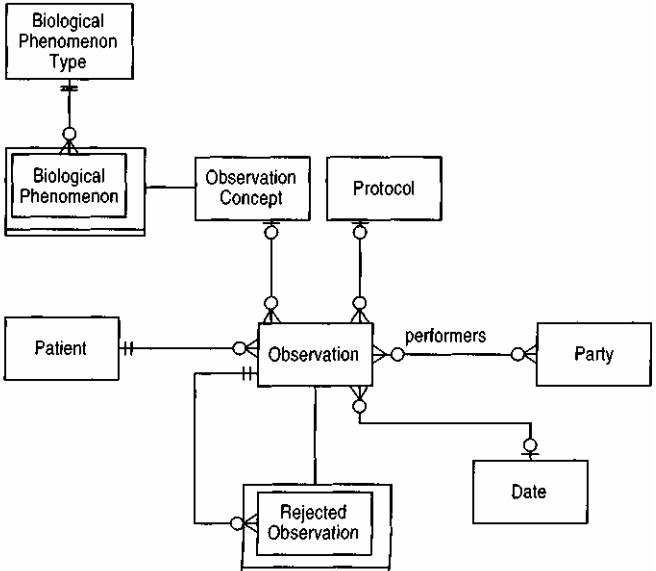 Biological
Phenomenon
Type
Biological
Phenomenon
Observation
Concept
Protocol
Patient
Observation
performers
Party
Rejected
Observation
Date